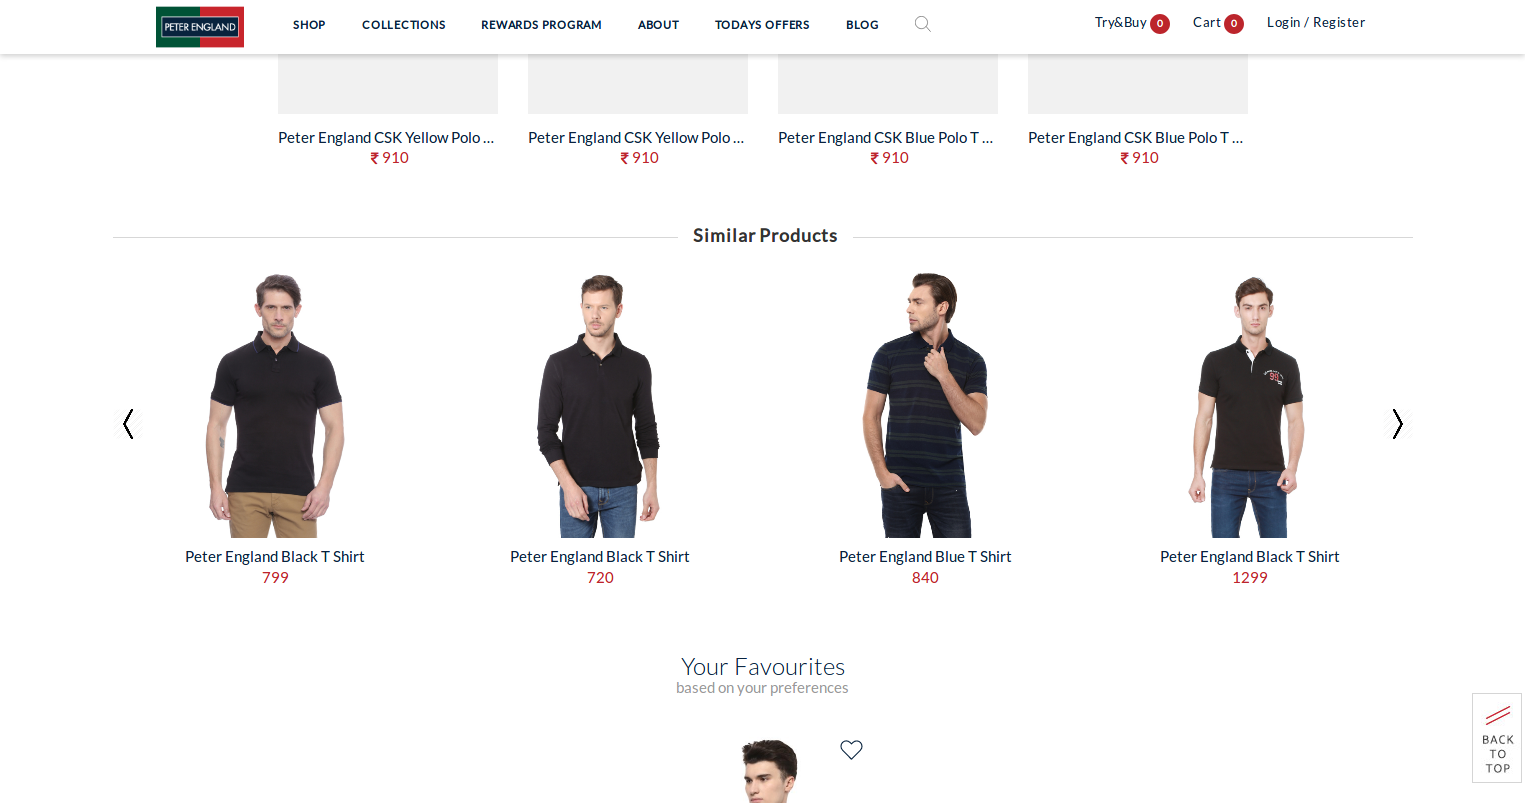 PETER ENGLAND
SHOP COLLECTIONS REWARDS PROGRAM ABOUT TODAYS OFFERS BLOG
Try&Buy 0 Cart 0 Login / Register
Peter England CSK Yellow Polo ...
₹ 910
Peter England CSK Yellow Polo ...
₹ 910
Peter England CSK Blue Polo T ...
₹ 910
Peter England CSK Blue Polo T ...
₹ 910
Similar Products
Peter England Black T Shirt
799
Peter England Black T Shirt
720
Peter England Blue T Shirt
840
Peter England Black T Shirt
1299
Your Favourites
based on your preferences
BACK
TO
TOP